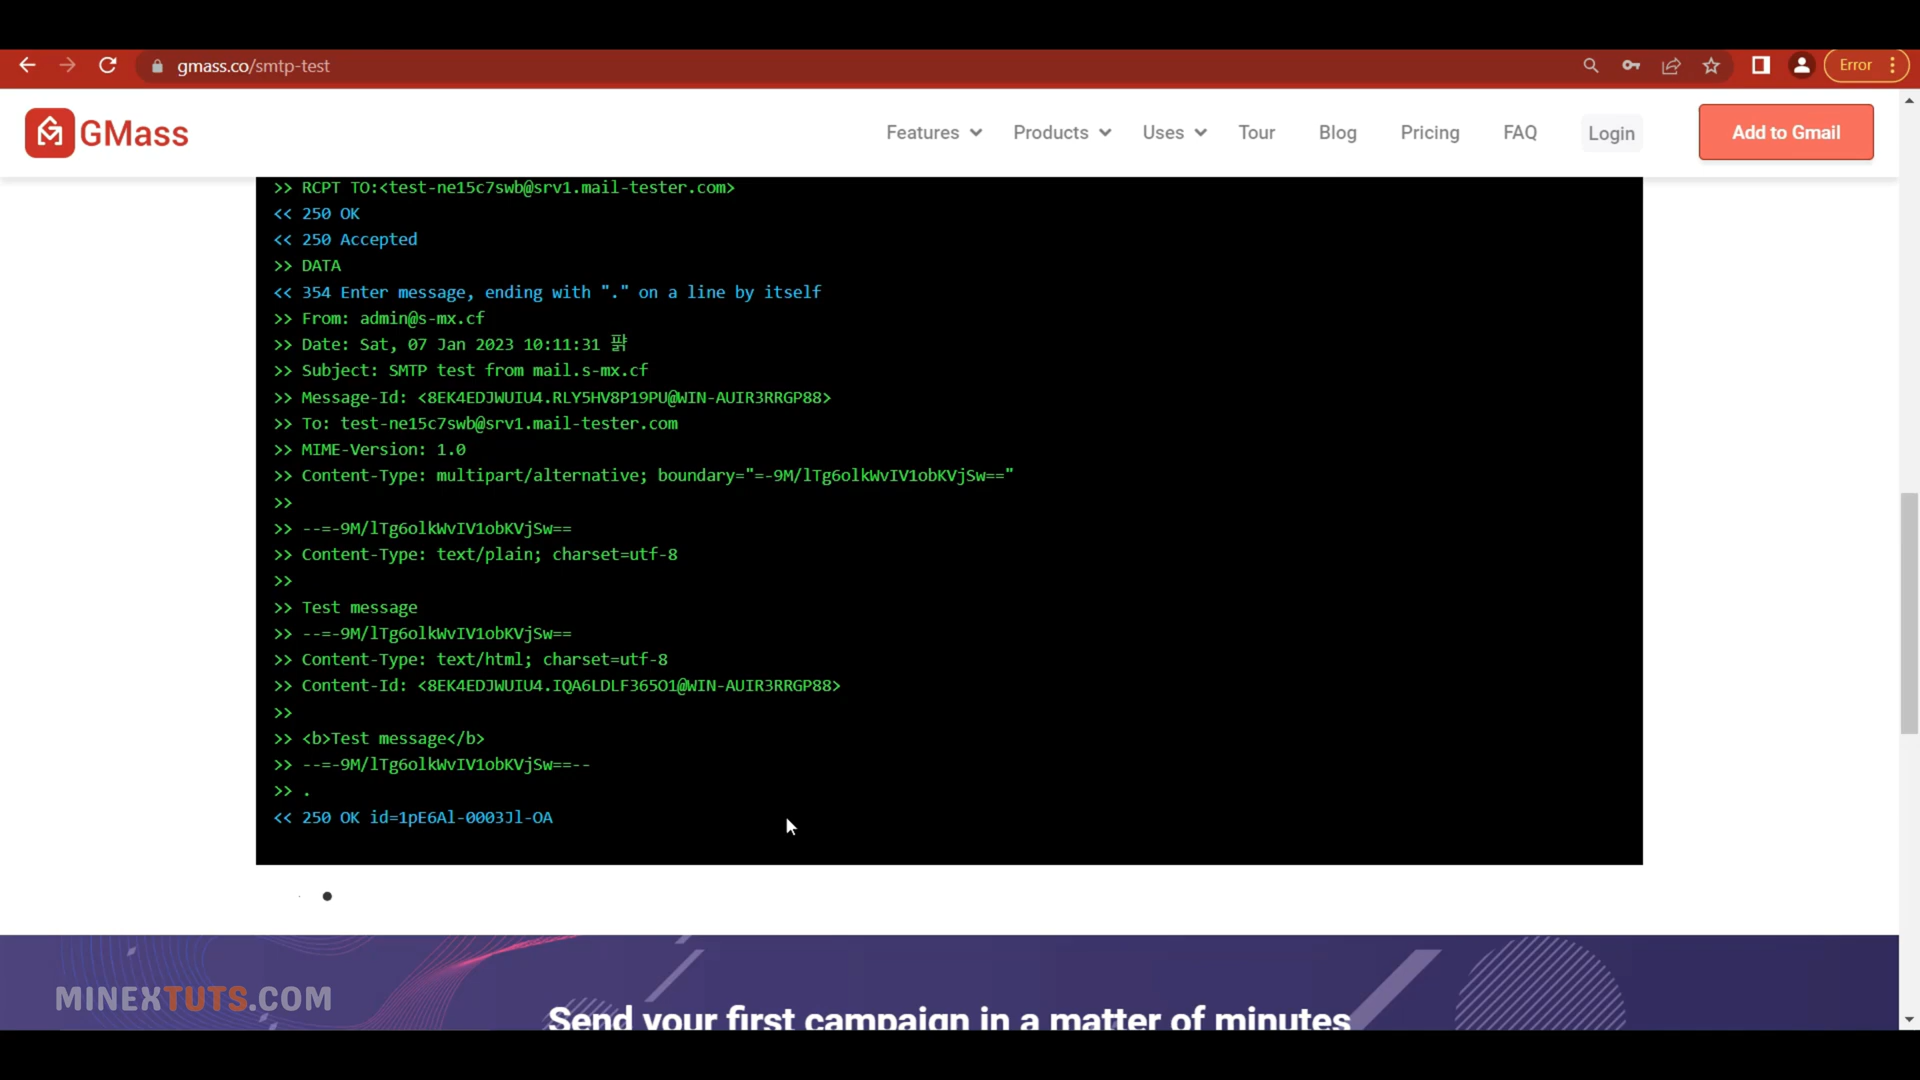 gmass.co/smtp-test
Error
GMass
Features
Products
Uses
Tour
Blog
Pricing
FAQ
Login
Add to Gmail
>> RCPT TO:<test-ne15c7swb@srv1.mail-tester.com>
<< 250 OK
<< 250 Accepted
>> DATA
<< 354 Enter message, ending with "." on a line by itself
>> From: admin@s-mx.cf
>> Date: Sat, 07 Jan 2023 10:11:31
>> Subject: SMTP test from mail.s-mx.cf
>> Message-Id: <8EK4EDJWUIU4.RLY5HV8P19PU@WIN-AUIR3RRGP88>
>> To: test-ne15c7swb@srv1.mail-tester.com
>> MIME-Version: 1.0
>> Content-Type: multipart/alternative; boundary="=-9M/lTg6olkWvIV1obKVjSw=="
>>
>> --=-9M/lTg6olkWvIV1obKVjSw==
>> Content-Type: text/plain; charset=utf-8
>>
>> Test message
>> --=-9M/lTg6olkWvIV1obKVjSw==
>> Content-Type: text/html; charset=utf-8
>> Content-Id: <8EK4EDJWUIU4.IQA6LDLF365O1@WIN-AUIR3RRGP88>
>>
>> <b>Test message</b>
>> --=-9M/lTg6olkWvIV1obKVjSw==--
>> .
<< 250 OK id=1pE6Al-0003Jl-OA
MINEXTUTS.COM
Send your first campaign in a matter of minutes